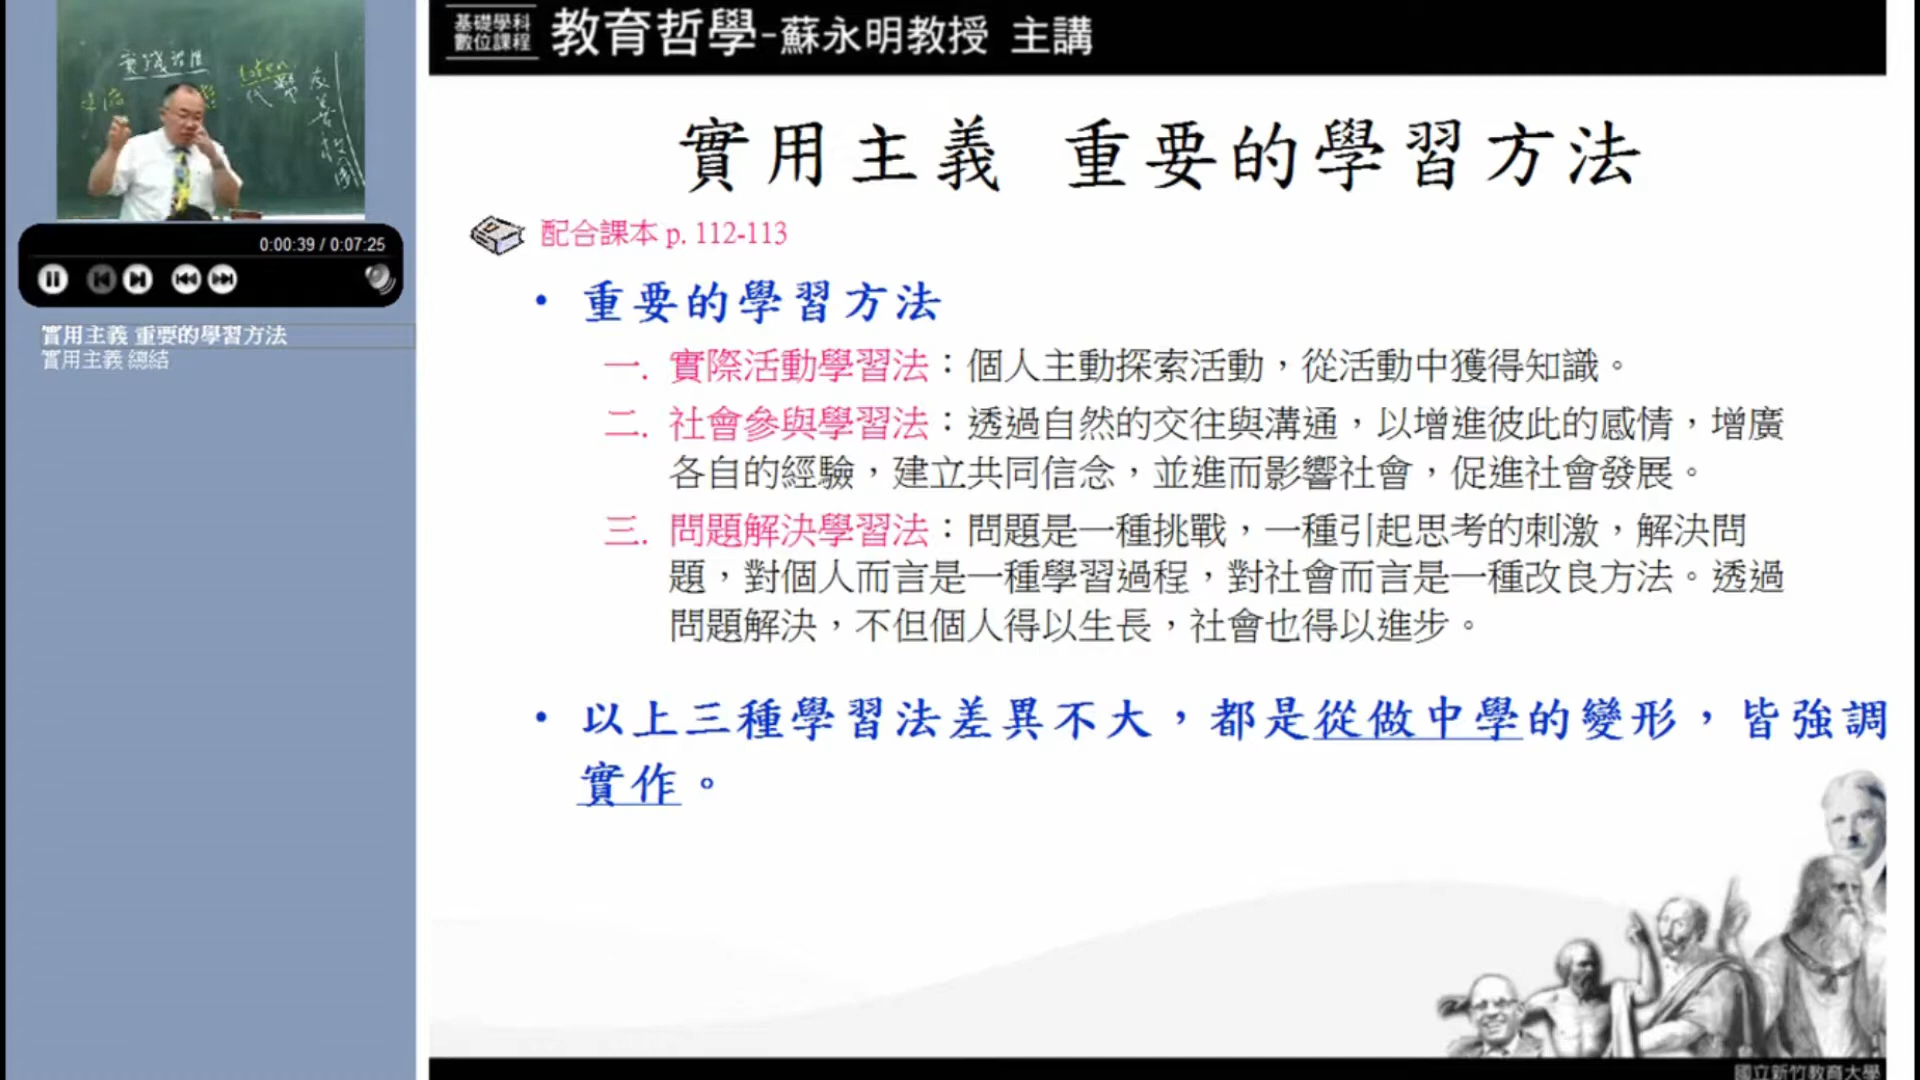 基礎學科
數位課程
教育哲學-蘇永明教授 主講
token
代 學
0:00:39 / 0:07:25
實用主義 重要的學習方法
實用主義 總結
實用主義 重要的學習方法
配合課本 p. 112-113
• 重要的學習方法
一. 實際活動學習法：個人主動探索活動，從活動中獲得知識。
二. 社會參與學習法：透過自然的交往與溝通，以增進彼此的感情，增廣
各自的經驗，建立共同信念，並進而影響社會，促進社會發展。
三. 問題解決學習法：問題是一種挑戰，一種引起思考的刺激，解決問
題，對個人而言是一種學習過程，對社會而言是一種改良方法。透過
問題解決，不但個人得以生長，社會也得以進步。
• 以上三種學習法差異不大，都是從做中學的變形，皆強調
實作。
國立新竹教育大學